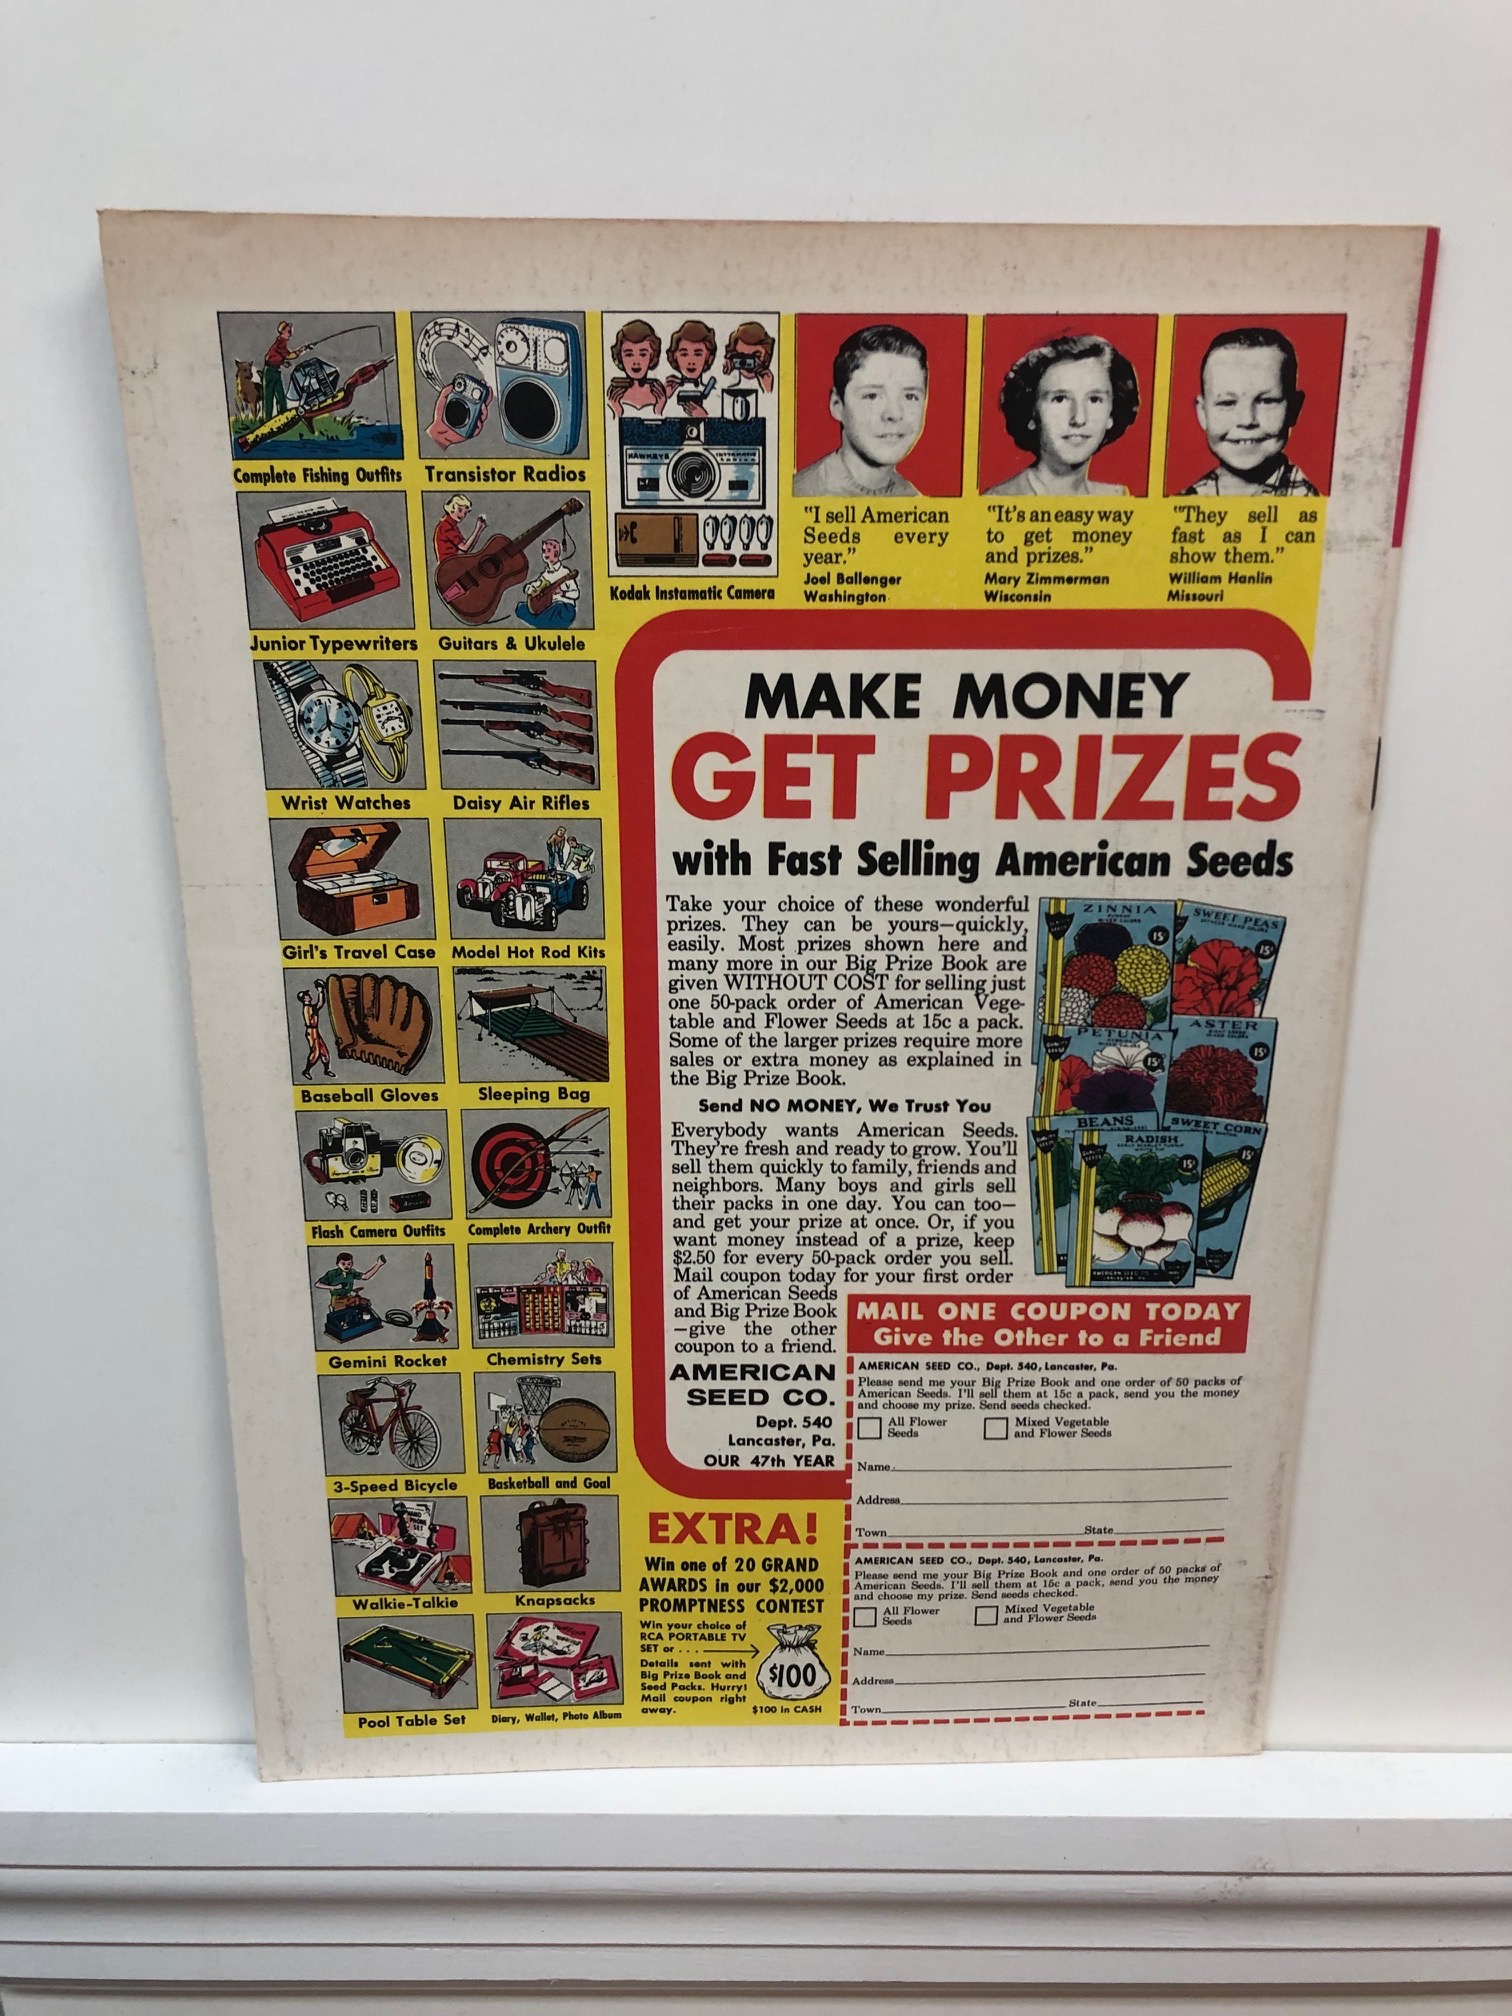 Complete Fishing Outfits
Transistor Radios
HAWKEYE
INSTAMATIC
Kodak Instamatic Camera
Junior Typewriters
Guitars & Ukulele
Wrist Watches
Daisy Air Rifles
Girl's Travel Case
Model Hot Rod Kits
Baseball Gloves
Sleeping Bag
Flash Camera Outfits
Complete Archery Outfit
Gemini Rocket
Chemistry Sets
3-Speed Bicycle
Basketball and Goal
Walkie-Talkie
Knapsacks
Pool Table Set
Diary, Wallet, Photo Album
"I sell American
Seeds every
year."
Joel Ballenger
Washington
"It's an easy way
to get money
and prizes."
Mary Zimmerman
Wisconsin
"They sell as
fast as I can
show them."
William Hanlin
Missouri
MAKE MONEY
GET PRIZES
with Fast Selling American Seeds
Take your choice of these wonderful
prizes. They can be yours—quickly,
easily. Most prizes shown here and
many more in our Big Prize Book are
given WITHOUT COST for selling just
one 50-pack order of American Vege-
table and Flower Seeds at 15c a pack.
Some of the larger prizes require more
sales or extra money as explained in
the Big Prize Book.
Send NO MONEY, We Trust You
Everybody wants American Seeds.
They're fresh and ready to grow. You'll
sell them quickly to family, friends and
neighbors. Many boys and girls sell
their packs in one day. You can too—
and get your prize at once. Or, if you
want money instead of a prize, keep
$2.50 for every 50-pack order you sell.
Mail coupon today for your first order
of American Seeds
and Big Prize Book
—give the other
coupon to a friend.
AMERICAN
SEED CO.
Dept. 540
Lancaster, Pa.
OUR 47th YEAR
ZINNIA
15¢
SWEET PEAS
15¢
PETUNIA
15¢
ASTER
15¢
BEANS
SWEET CORN
15¢
RADISH
15¢
MAIL ONE COUPON TODAY
Give the Other to a Friend
AMERICAN SEED CO., Dept. 540, Lancaster, Pa.
Please send me your Big Prize Book and one order of 50 packs of
American Seeds. I'll sell them at 15c a pack, send you the money
and choose my prize. Send seeds checked.
All Flower
Seeds
Mixed Vegetable
and Flower Seeds
Name
Address
Town State
AMERICAN SEED CO., Dept. 540, Lancaster, Pa.
Please send me your Big Prize Book and one order of 50 packs of
American Seeds. I'll sell them at 15c a pack, send you the money
and choose my prize. Send seeds checked.
All Flower
Seeds
Mixed Vegetable
and Flower Seeds
Name
Address
Town State
EXTRA!
Win one of 20 GRAND
AWARDS in our $2,000
PROMPTNESS CONTEST
Win your choice of
RCA PORTABLE TV
SET or . . .
Details sent with
Big Prize Book and
Seed Packs. Hurry!
Mail coupon right
away.
$100
$100 in CASH